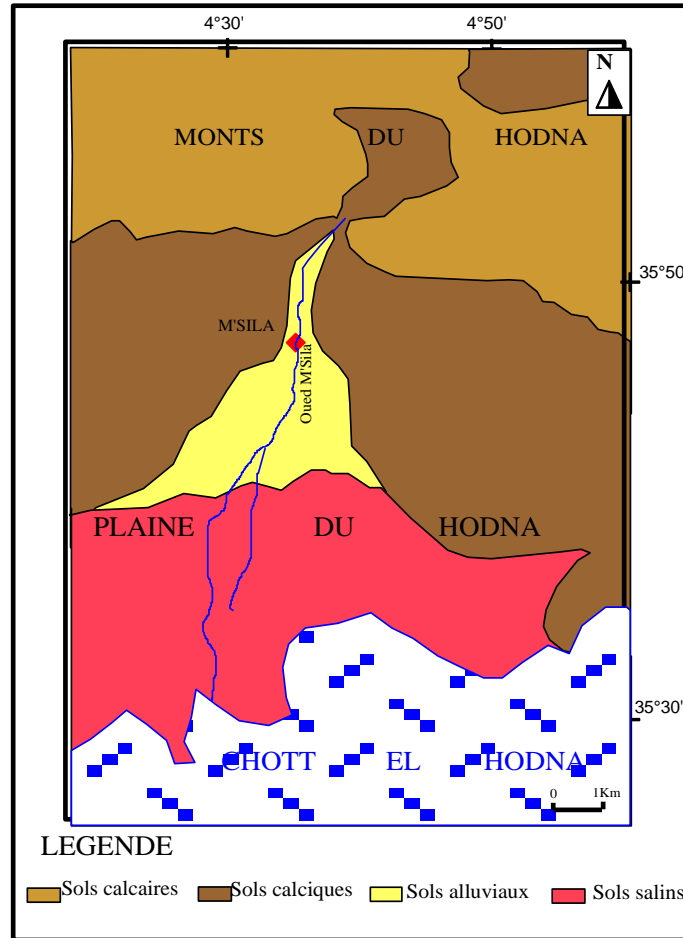 4°30' 4°50'
N
MONTS DU HODNA
35°50
M'SILA
Oued M'Sila
PLAINE DU HODNA
35°30'
CHOTT EL HODNA
0 1Km
LEGENDE
Sols calcaires Sols calciques Sols alluviaux Sols salins